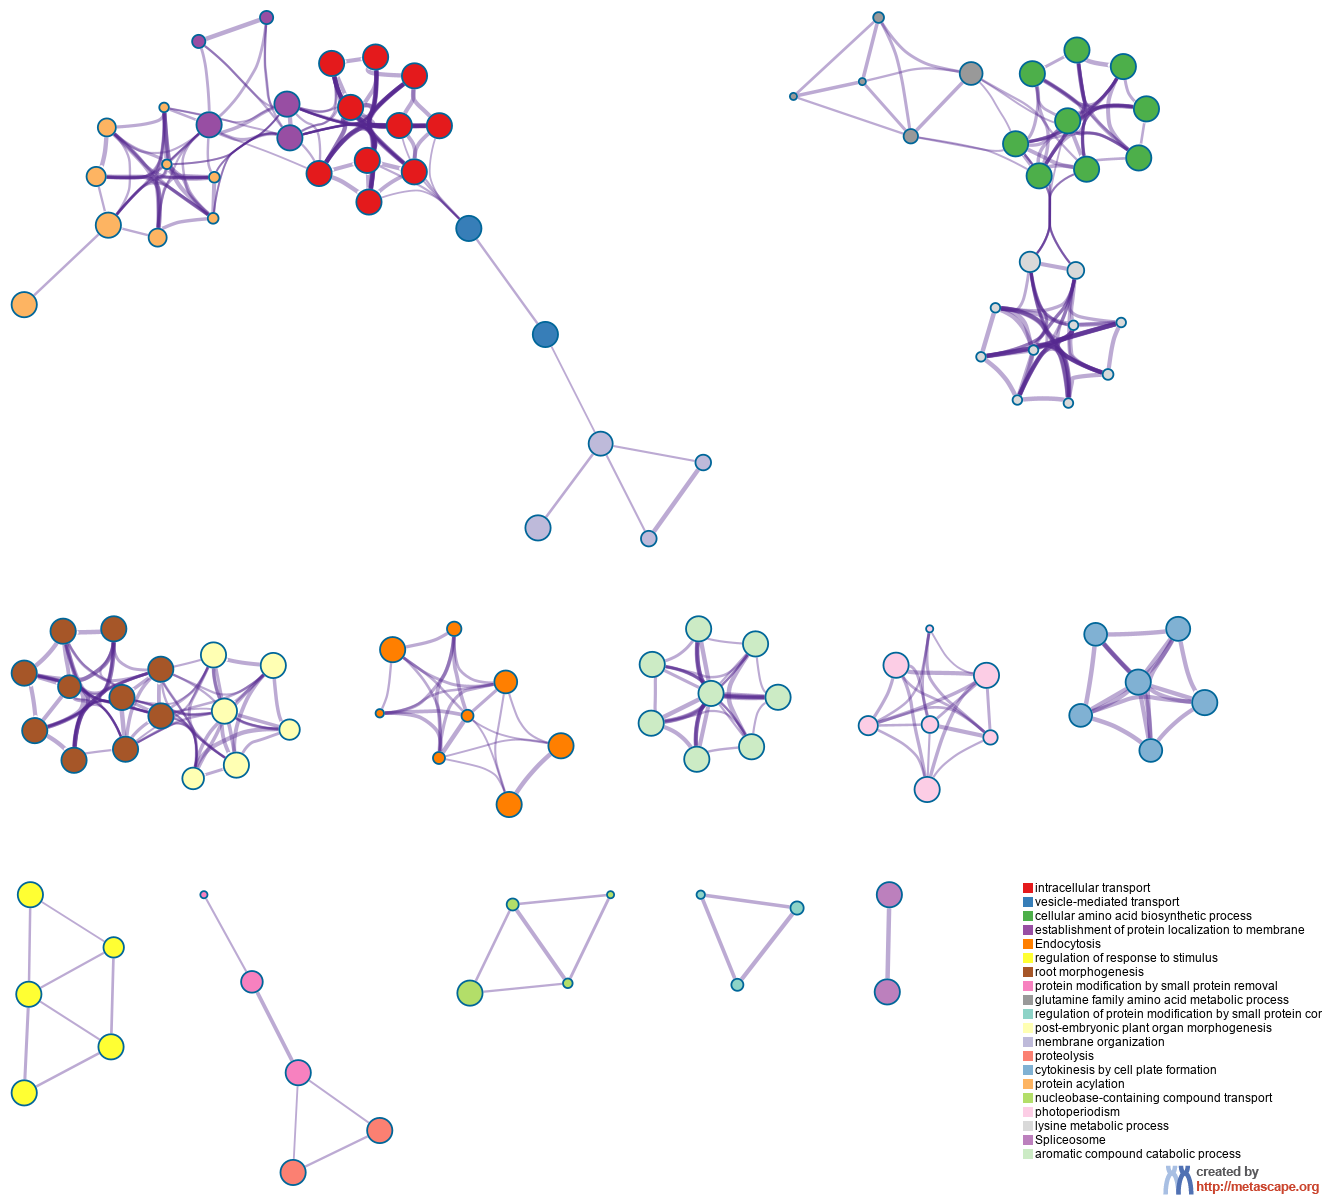 intracellular transport
vesicle-mediated transport
cellular amino acid biosynthetic process
establishment of protein localization to membrane
Endocytosis
regulation of response to stimulus
root morphogenesis
protein modification by small protein removal
glutamine family amino acid metabolic process
regulation of protein modification by small protein cor
post-embryonic plant organ morphogenesis
membrane organization
proteolysis
cytokinesis by cell plate formation
protein acylation
nucleobase-containing compound transport
photoperiodism
lysine metabolic process
Spliceosome
aromatic compound catabolic process
created by
http://metascape.org